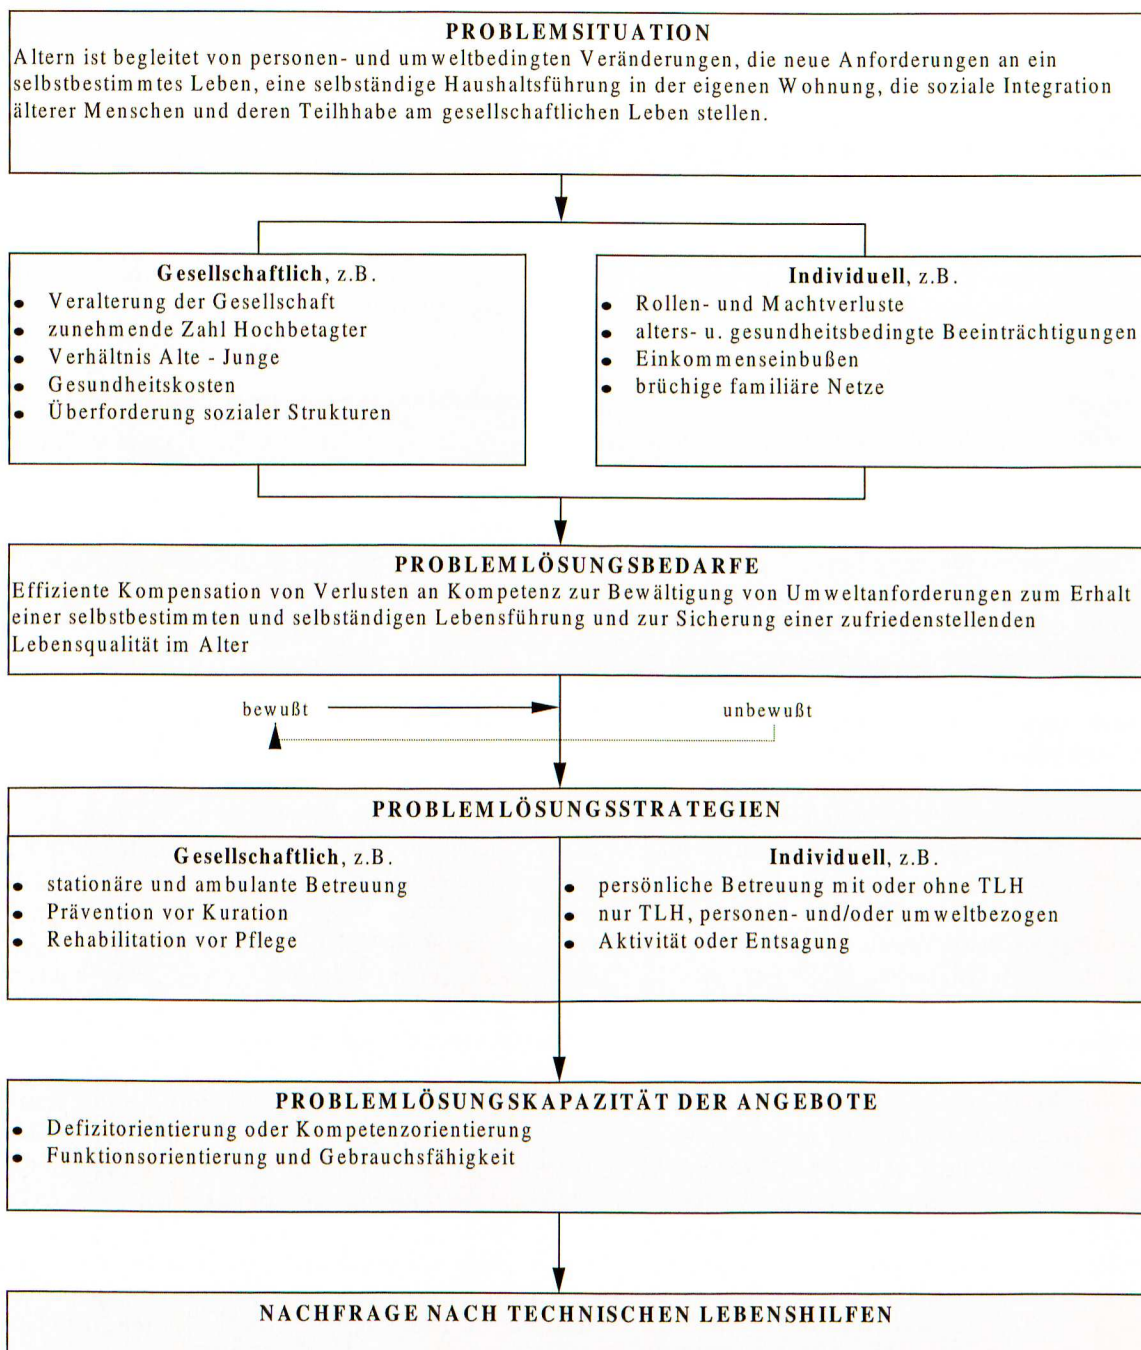 PROBLEMSITUATION
Altern ist begleitet von personen- und umweltbedingten Veränderungen, die neue Anforderungen an ein
selbstbestimmtes Leben, eine selbständige Haushaltsführung in der eigenen Wohnung, die soziale Integration
älterer Menschen und deren Teilhhabe am gesellschaftlichen Leben stellen.
Gesellschaftlich, z.B.
• Veralterung der Gesellschaft
• zunehmende Zahl Hochbetagter
• Verhältnis Alte - Junge
• Gesundheitskosten
• Überforderung sozialer Strukturen
Individuell, z.B.
• Rollen- und Machtverluste
• alters- u. gesundheitsbedingte Beeinträchtigungen
• Einkommenseinbußen
• brüchige familiäre Netze
PROBLEMLÖSUNGSBEDARFE
Effiziente Kompensation von Verlusten an Kompetenz zur Bewältigung von Umweltanforderungen zum Erhalt
einer selbstbestimmten und selbständigen Lebensführung und zur Sicherung einer zufriedenstellenden
Lebensqualität im Alter
bewußt
unbewußt
PROBLEMLÖSUNGSSTRATEGIEN
Gesellschaftlich, z.B.
• stationäre und ambulante Betreuung
• Prävention vor Kuration
• Rehabilitation vor Pflege
Individuell, z.B.
• persönliche Betreuung mit oder ohne TLH
• nur TLH, personen- und/oder umweltbezogen
• Aktivität oder Entsagung
PROBLEMLÖSUNGSKAPAZITÄT DER ANGEBOTE
• Defizitorientierung oder Kompetenzorientierung
• Funktionsorientierung und Gebrauchsfähigkeit
NACHFRAGE NACH TECHNISCHEN LEBENSHILFEN